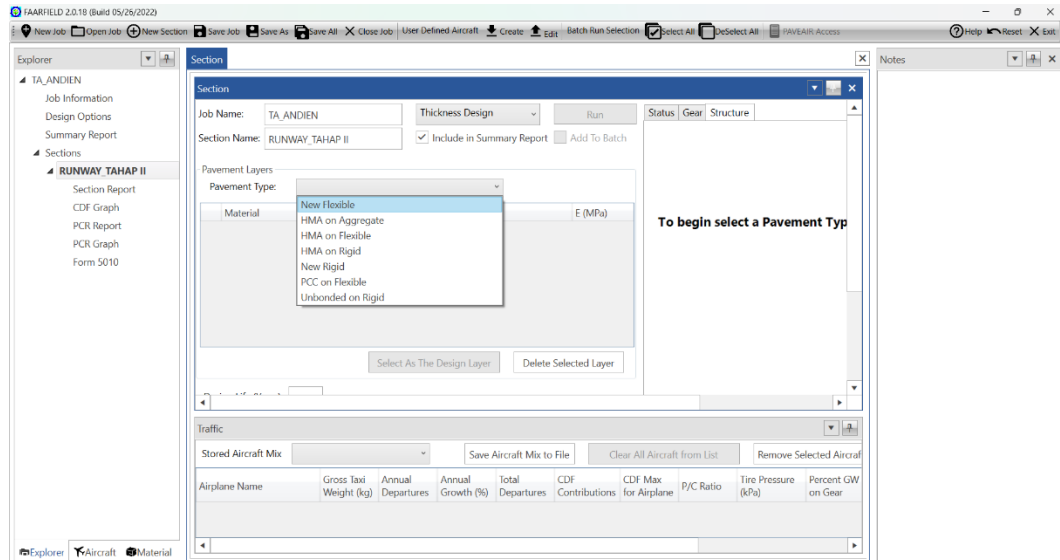 FAARFIELD 2.0.18 (Build 05/26/2022)
New Job Open Job New Section Save Job Save As Save All Close Job User Defined Aircraft Create Edit Batch Run Selection Select All DeSelect All PAVEAIR Access Help Reset Exit
Explorer
TA_ANDIEN
Job Information
Design Options
Summary Report
Sections
RUNWAY_TAHAP II
Section Report
CDF Graph
PCR Report
PCR Graph
Form 5010
Explorer Aircraft Material
Section
Section
Job Name: TA_ANDIEN Thickness Design Run
Section Name: RUNWAY_TAHAP II Include in Summary Report Add To Batch
Pavement Layers
Pavement Type:
Material E (MPa)
New Flexible
HMA on Aggregate
HMA on Flexible
HMA on Rigid
New Rigid
PCC on Flexible
Unbonded on Rigid
Select As The Design Layer Delete Selected Layer
Status Gear Structure
To begin select a Pavement Typ
Traffic
Stored Aircraft Mix Save Aircraft Mix to File Clear All Aircraft from List Remove Selected Aircraf
Airplane Name Gross Taxi Weight (kg) Annual Departures Annual Growth (%) Total Departures CDF Contributions CDF Max for Airplane P/C Ratio Tire Pressure (kPa) Percent GW on Gear
Notes